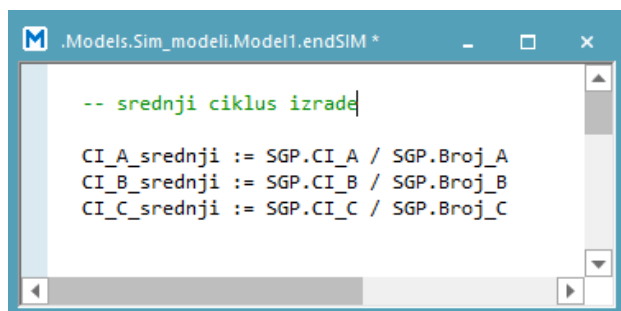 M .Models.Sim_modeli.Model1.endSIM *
-- srednji ciklus izrade
CI_A_srednji := SGP.CI_A / SGP.Broj_A
CI_B_srednji := SGP.CI_B / SGP.Broj_B
CI_C_srednji := SGP.CI_C / SGP.Broj_C